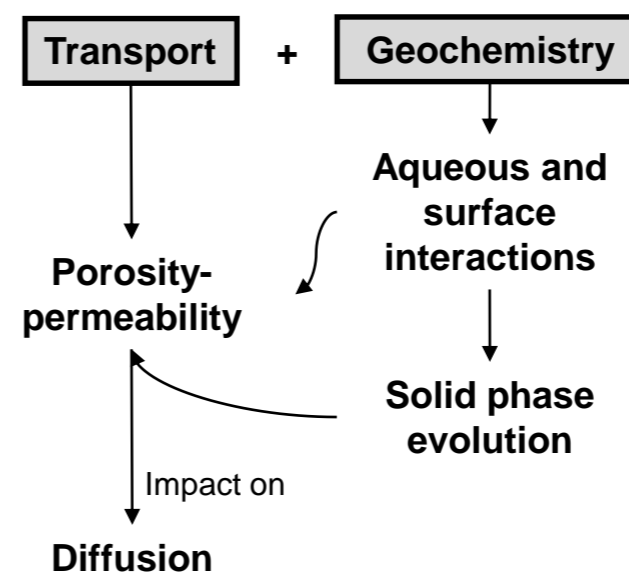 Transport
+
Geochemistry
Aqueous and
surface
interactions
Porosity-
permeability
Solid phase
evolution
Impact on
Diffusion